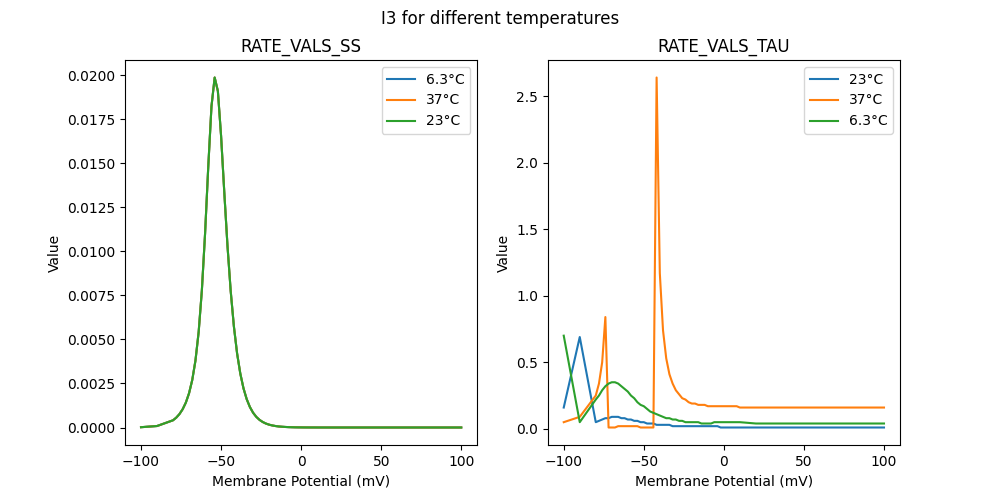 I3 for different temperatures
RATE_VALS_SS
6.3°C
37°C
23°C
0.0200
0.0175
0.0150
0.0125
0.0100
0.0075
0.0050
0.0025
0.0000
Value
−100
−50
0
50
100
Membrane Potential (mV)
RATE_VALS_TAU
23°C
37°C
6.3°C
2.5
2.0
1.5
1.0
0.5
0.0
Value
−100
−50
0
50
100
Membrane Potential (mV)